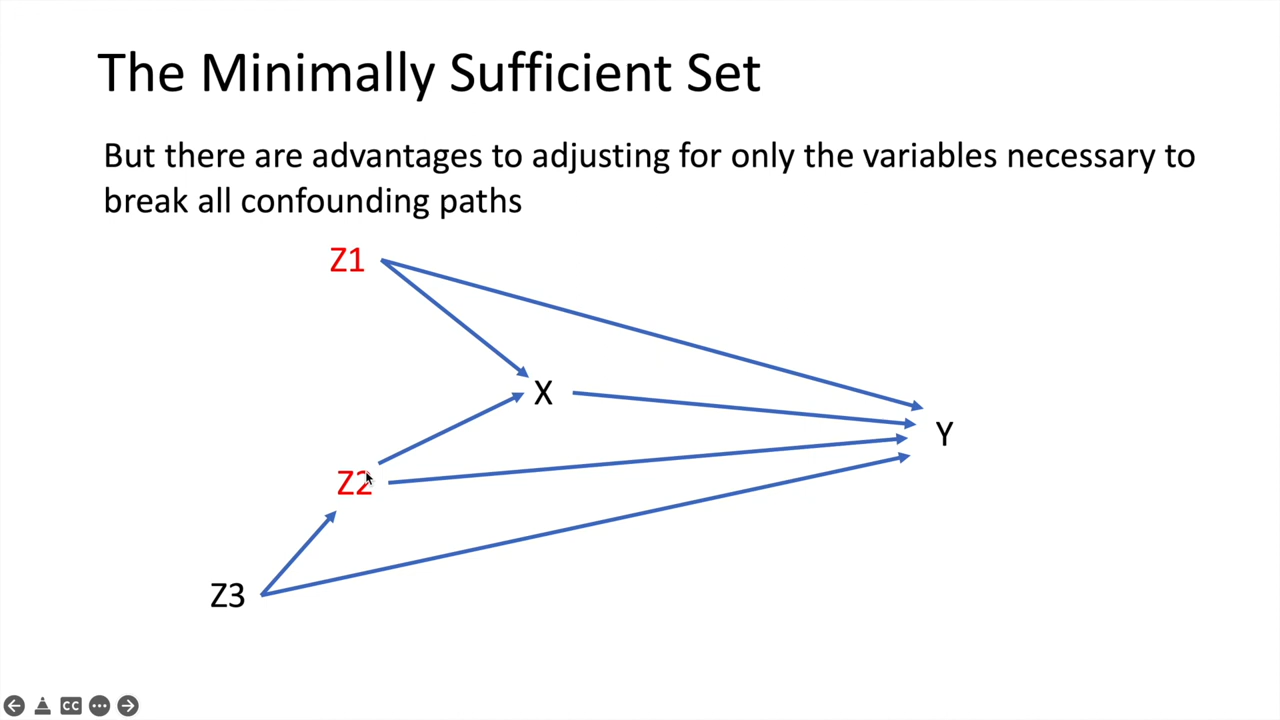 The Minimally Sufficient Set
But there are advantages to adjusting for only the variables necessary to
break all confounding paths
Z1
X
Y
Z2
Z3
CC